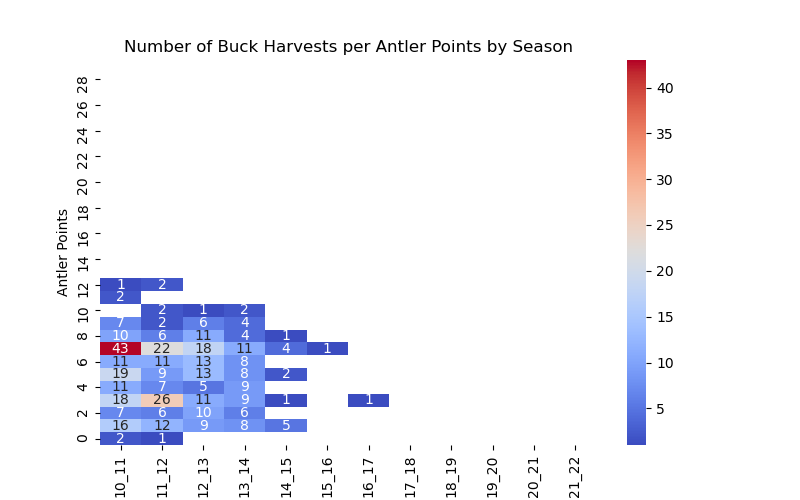 Number of Buck Harvests per Antler Points by Season
Antler Points
28
26
24
22
20
18
16
14
12 1 2
2
10 2 1 2
7 2 6 4
8 10 6 11 4 1
43 22 18 11 4 1
6 11 11 13 8
19 9 13 8 2
4 11 7 5 9
18 26 11 9 1 1
2 7 6 10 6
16 12 9 8 5
0 2 1
10_11 11_12 12_13 13_14 14_15 15_16 16_17 17_18 18_19 19_20 20_21 21_22
40
35
30
25
20
15
10
5